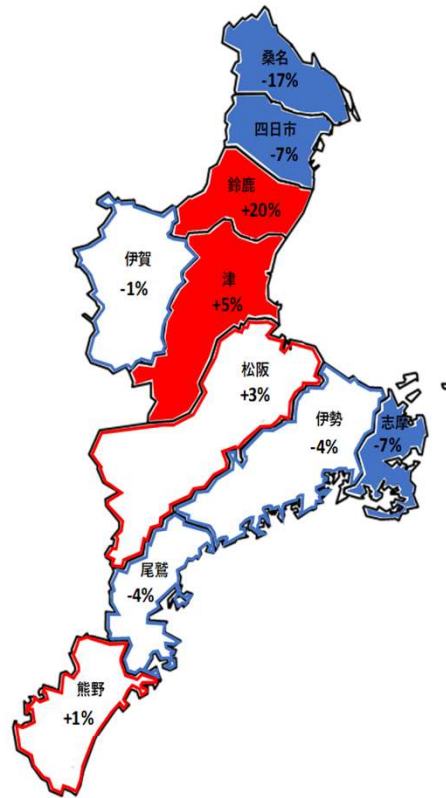 桑名
-17%
四日市
-7%
鈴鹿
+20%
伊賀
-1%
津
+5%
松阪
+3%
伊勢
-4%
志摩
-7%
尾鷲
-4%
熊野
+1%